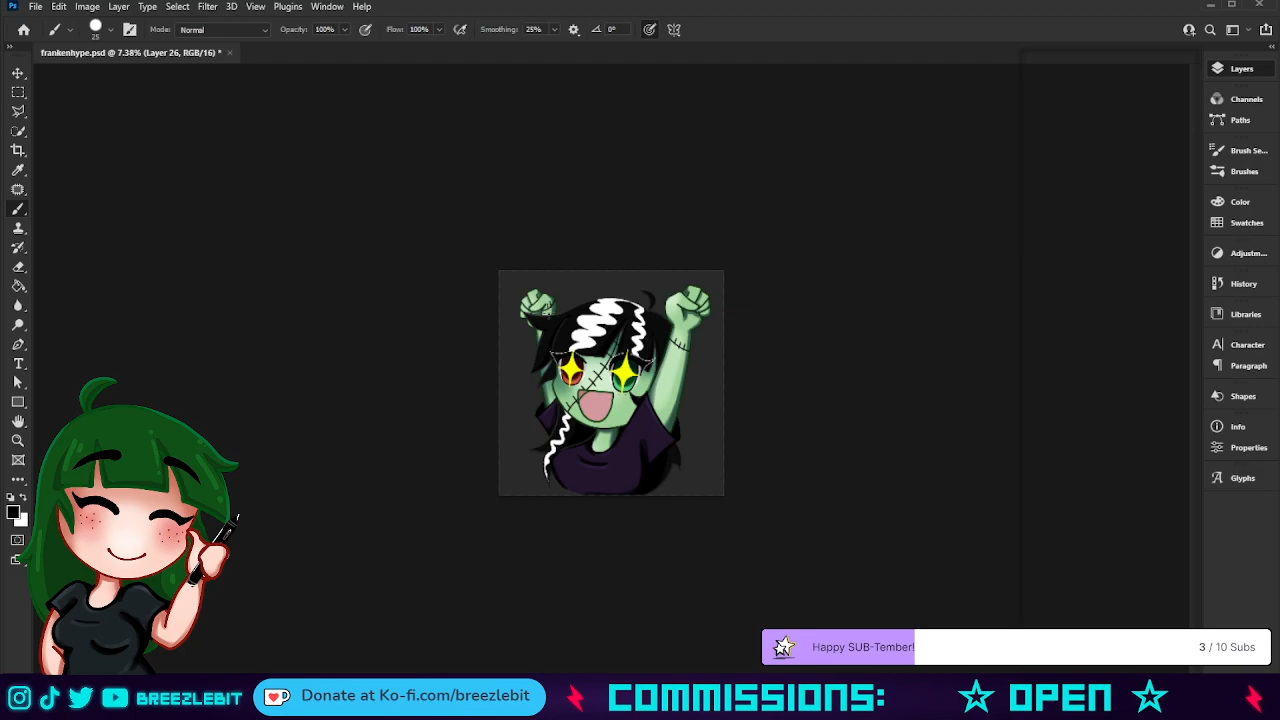 Ps File Edit Image Layer Type Select Filter 3D View Plugins Window Help
25 Mode: Normal Opacity: 100% Flow: 100% Smoothing: 25% 0°
frankenhype.psd @ 7.38% (Layer 26, RGB/16) * ×
Layers
Channels
Paths
Brush Se...
Brushes
Color
Swatches
Adjustm...
History
Libraries
Character
Paragraph
Shapes
Info
Properties
Glyphs
Happy SUB-Tember! 3 / 10 Subs
BREEZLEBIT Donate at Ko-fi.com/breezlebit COMMISSIONS: OPEN